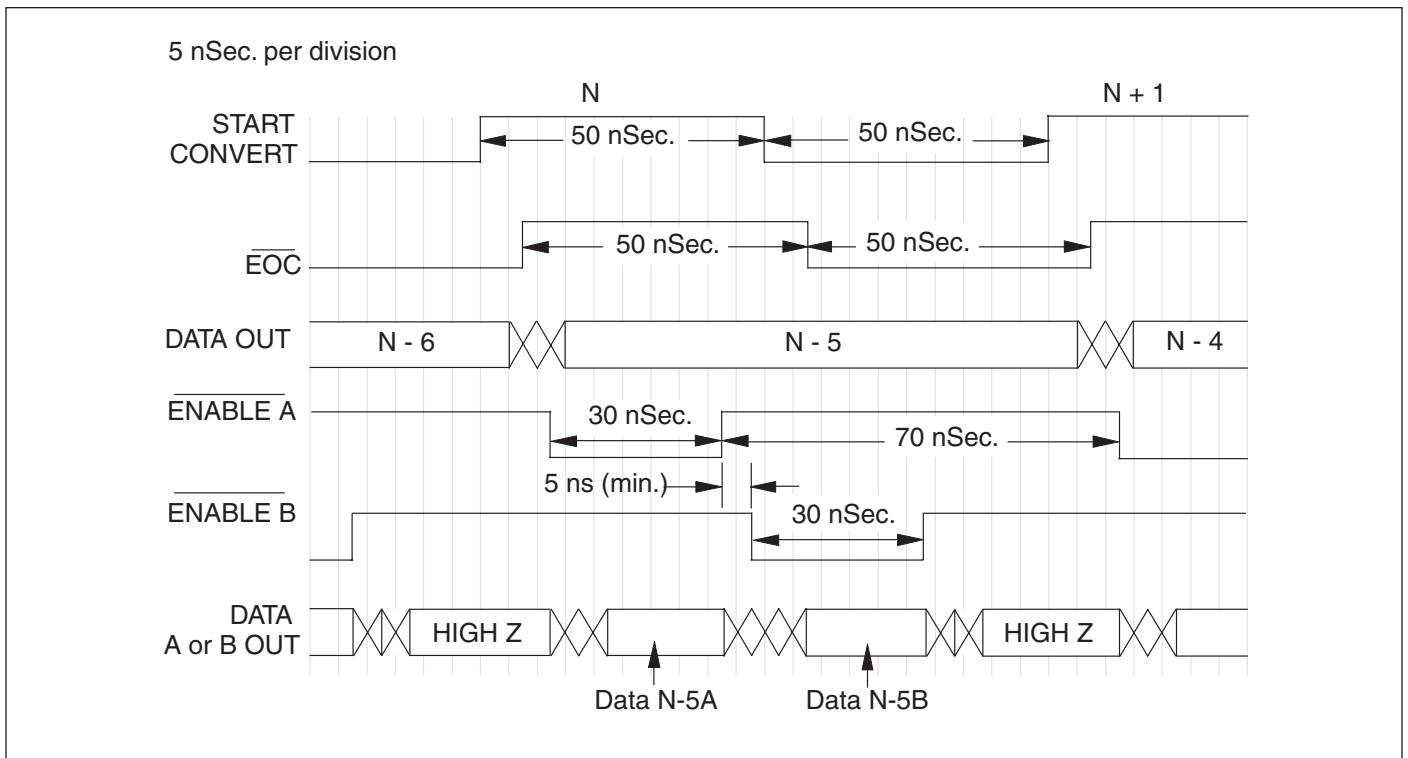 5 nSec. per division
N
N + 1
START
CONVERT
50 nSec.
50 nSec.
EOC
50 nSec.
50 nSec.
DATA OUT
N - 6
N - 5
N - 4
ENABLE A
30 nSec.
70 nSec.
5 ns (min.)
ENABLE B
30 nSec.
DATA
A or B OUT
HIGH Z
HIGH Z
Data N-5A
Data N-5B